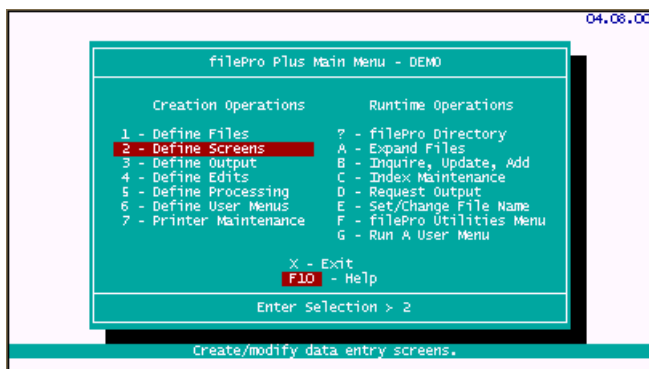 04.08.00
filePro Plus Main Menu - DEMO
Creation Operations
1 - Define Files
2 - Define Screens
3 - Define Output
4 - Define Edits
5 - Define Processing
6 - Define User Menus
7 - Printer Maintenance
Runtime Operations
? - filePro Directory
A - Expand Files
B - Inquire, Update, Add
C - Index Maintenance
D - Request Output
E - Set/Change File Name
F - filePro Utilities Menu
G - Run A User Menu
X - Exit
F10 - Help
Enter Selection > 2
Create/modify data entry screens.